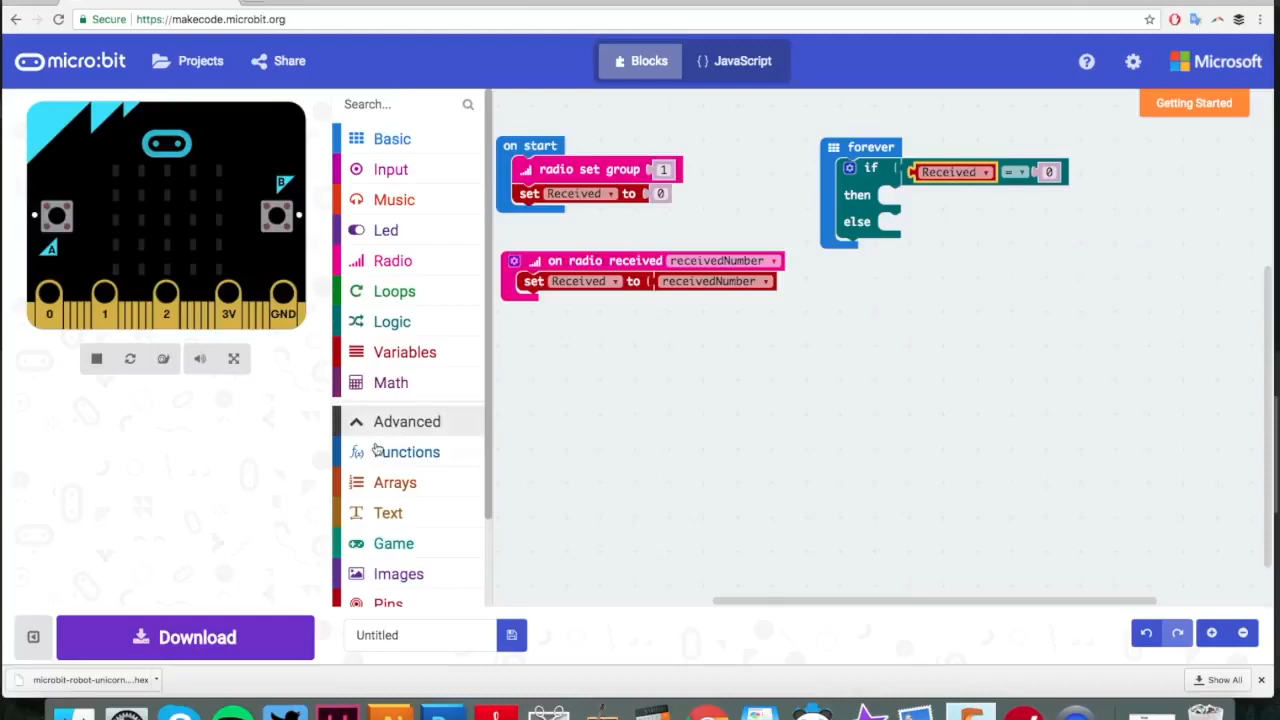 Secure https://makecode.microbit.org
micro:bit Projects Share Blocks {} JavaScript Microsoft
Getting Started
Search...
Basic
Input
Music
Led
Radio
Loops
Logic
Variables
Math
Advanced
Functions
Arrays
Text
Game
Images
Pins
B
A
0 1 2 3V GND
on start
radio set group 1
set Received to 0
on radio received receivedNumber
set Received to receivedNumber
forever
if Received = 0
then
else
Download
Untitled
microbit-robot-unicorn....hex
Show All